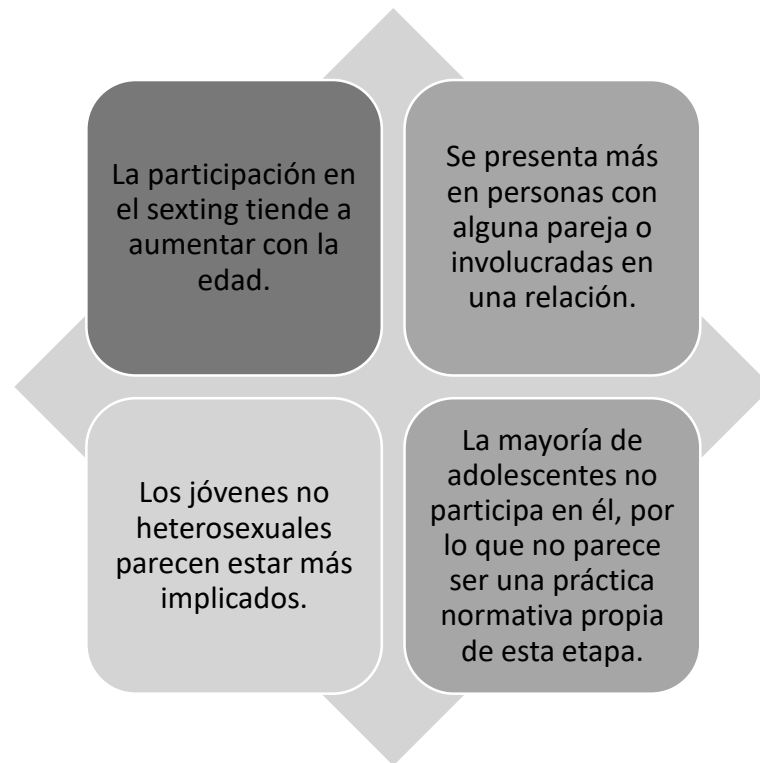 La participación en
el sexting tiende a
aumentar con la
edad.
Se presenta más
en personas con
alguna pareja o
involucradas en
una relación.
Los jóvenes no
heterosexuales
parecen estar más
implicados.
La mayoría de
adolescentes no
participa en él, por
lo que no parece
ser una práctica
normativa propia
de esta etapa.